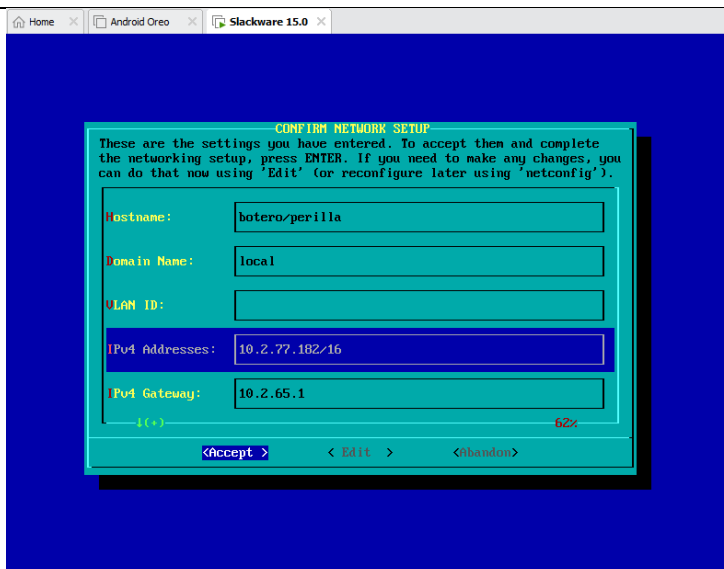 Home
Android Oreo
Slackware 15.0
CONFIRM NETWORK SETUP
These are the settings you have entered. To accept them and complete
the networking setup, press ENTER. If you need to make any changes, you
can do that now using 'Edit' (or reconfigure later using 'netconfig').
Hostname: botero/perilla
Domain Name: local
VLAN ID:
IPv4 Addresses: 10.2.77.182/16
IPv4 Gateway: 10.2.65.1
↓(+) 62%
<Accept > < Edit > <Abandon>